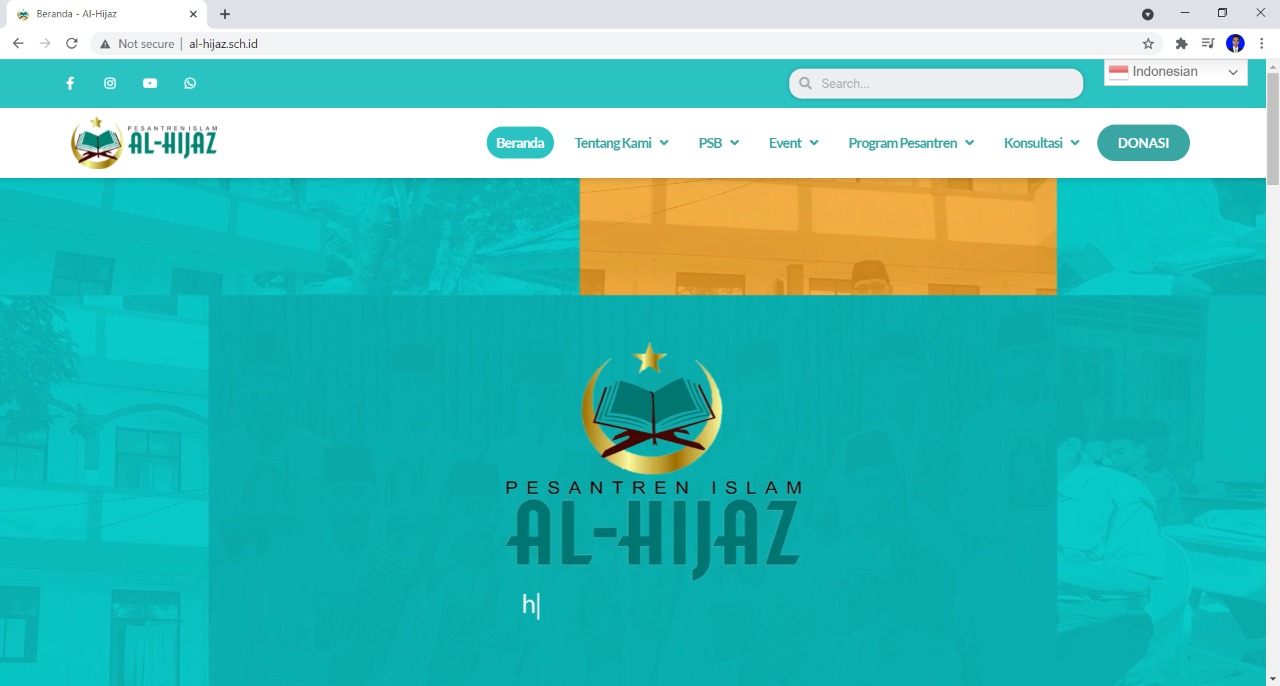 Beranda - Al-Hijaz
Not secure | al-hijaz.sch.id
Search...
Indonesian
PESANTREN ISLAM
AL-HIJAZ
Beranda
Tentang Kami
PSB
Event
Program Pesantren
Konsultasi
DONASI
PESANTREN ISLAM
AL-HIJAZ
h|